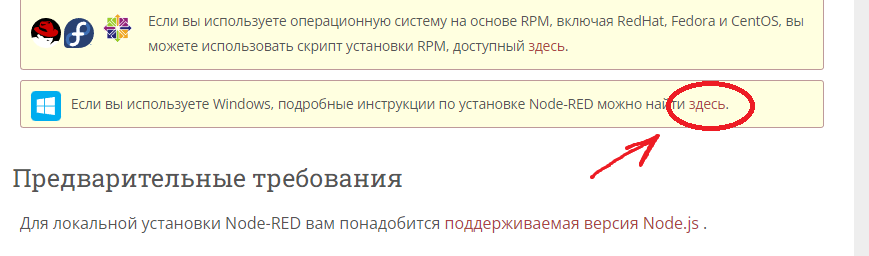 Если вы используете операционную систему на основе RPM, включая RedHat, Fedora и CentOS, вы
можете использовать скрипт установки RPM, доступный здесь.
Если вы используете Windows, подробные инструкции по установке Node-RED можно найти здесь.
Предварительные требования
Для локальной установки Node-RED вам понадобится поддерживаемая версия Node.js .